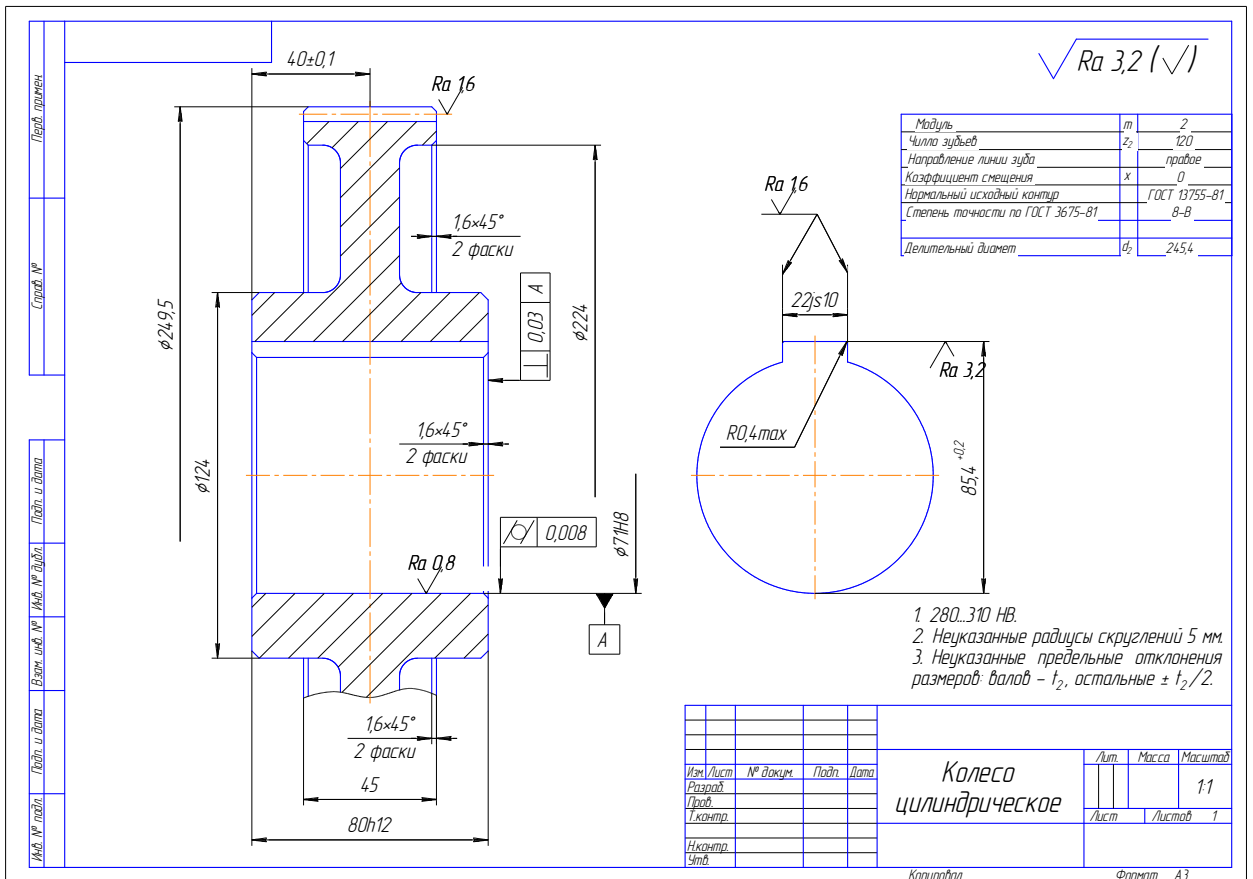 Перв. примен.
Справ. №
Подп. и дата
Инв. № дубл.
Взам. инв. №
Подп. и дата
Инв. № подл.
40±0,1
Ra 1,6
1,6×45°
2 фаски
⌀249,5
⌀124
⟂ 0,03 A
⌀224
1,6×45°
2 фаски
⌭ 0,008
⌀71H8
Ra 0,8
A
1,6×45°
2 фаски
45
80h12
Ra 3,2 (√)
Модуль m 2
Чилло зубьев z₂ 120
Направление линии зуба правое
Коэффициент смещения x 0
Нормальный исходный контур ГОСТ 13755-81
Степень точности по ГОСТ 3675-81 8-В
Делительный диамет d₂ 245,4
Ra 1,6
22js10
Ra 3,2
R0,4max
85,4 +0,2
1. 280...310 HB.
2. Неуказанные радиусы скруглений 5 мм.
3. Неуказанные предельные отклонения
размеров: валов - t₂, остальные ± t₂/2.
Изм. Лист № докум. Подп. Дата
Разраб.
Пров.
Т.контр.
Н.контр.
Утв.
Колесо
цилиндрическое
Лит. Масса Масштаб
1:1
Лист Листов 1
Копировал Формат A3